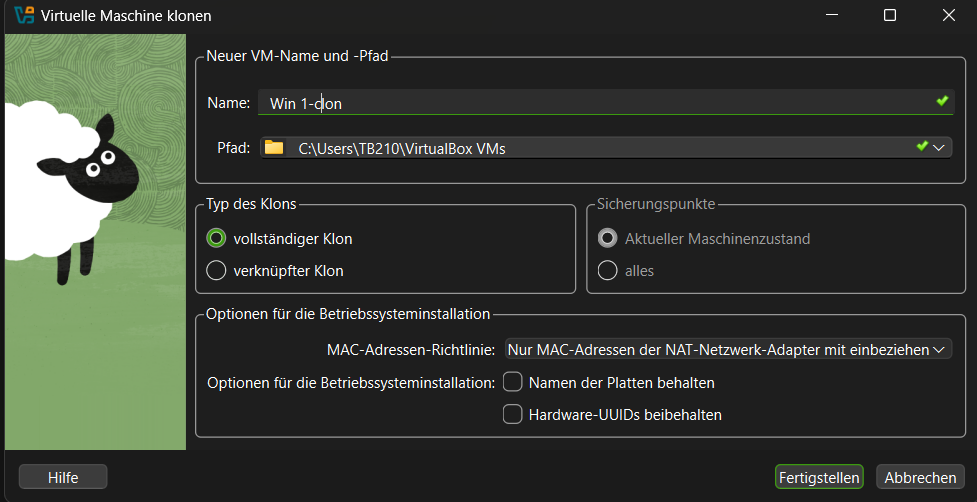 Virtuelle Maschine klonen
Neuer VM-Name und -Pfad
Name: Win 1-clon
Pfad: C:\Users\TB210\VirtualBox VMs
Typ des Klons
vollständiger Klon
verknüpfter Klon
Sicherungspunkte
Aktueller Maschinenzustand
alles
Optionen für die Betriebssysteminstallation
MAC-Adressen-Richtlinie: Nur MAC-Adressen der NAT-Netzwerk-Adapter mit einbeziehen
Optionen für die Betriebssysteminstallation: Namen der Platten behalten
Hardware-UUIDs beibehalten
Hilfe Fertigstellen Abbrechen